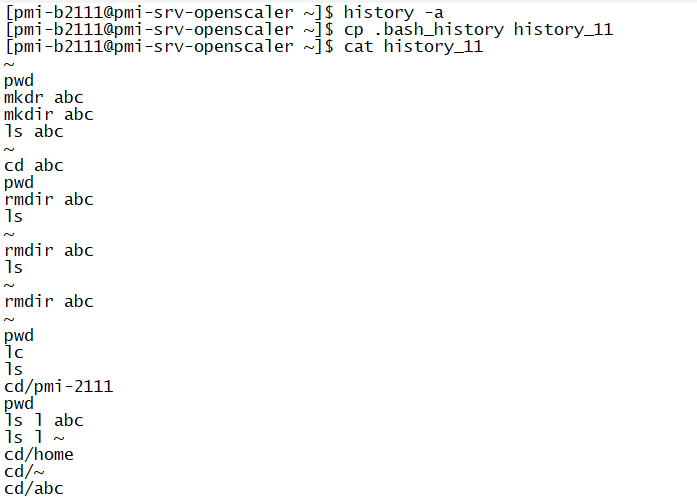 [pmi-b2111@pmi-srv-openscaler ~]$ history -a
[pmi-b2111@pmi-srv-openscaler ~]$ cp .bash_history history_11
[pmi-b2111@pmi-srv-openscaler ~]$ cat history_11
~
pwd
mkdr abc
mkdir abc
ls abc
~
cd abc
pwd
rmdir abc
ls
~
rmdir abc
ls
~
rmdir abc
~
pwd
lc
ls
cd/pmi-2111
pwd
ls l abc
ls l ~
cd/home
cd/~
cd/abc